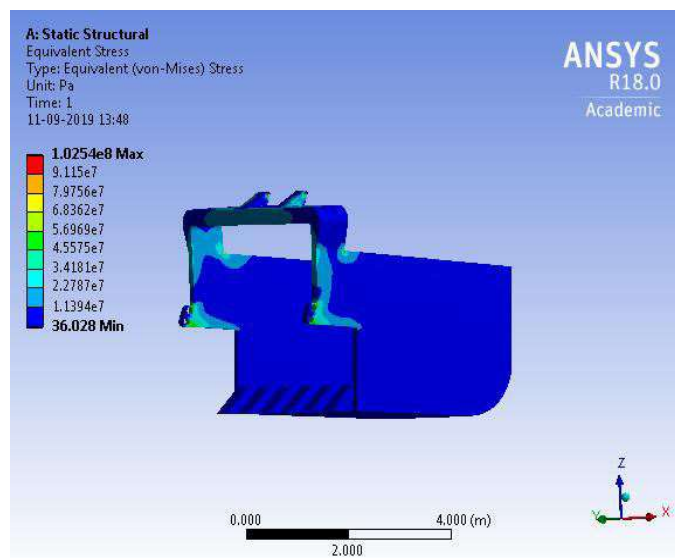 A: Static Structural
Equivalent Stress
Type: Equivalent (von-Mises) Stress
Unit: Pa
Time: 1
11-09-2019 13:48
ANSYS
R18.0
Academic
1.0254e8 Max
9.115e7
7.9756e7
6.8362e7
5.6969e7
4.5575e7
3.4181e7
2.2787e7
1.1394e7
36.028 Min
Z
Y
X
0.000
4.000 (m)
2.000